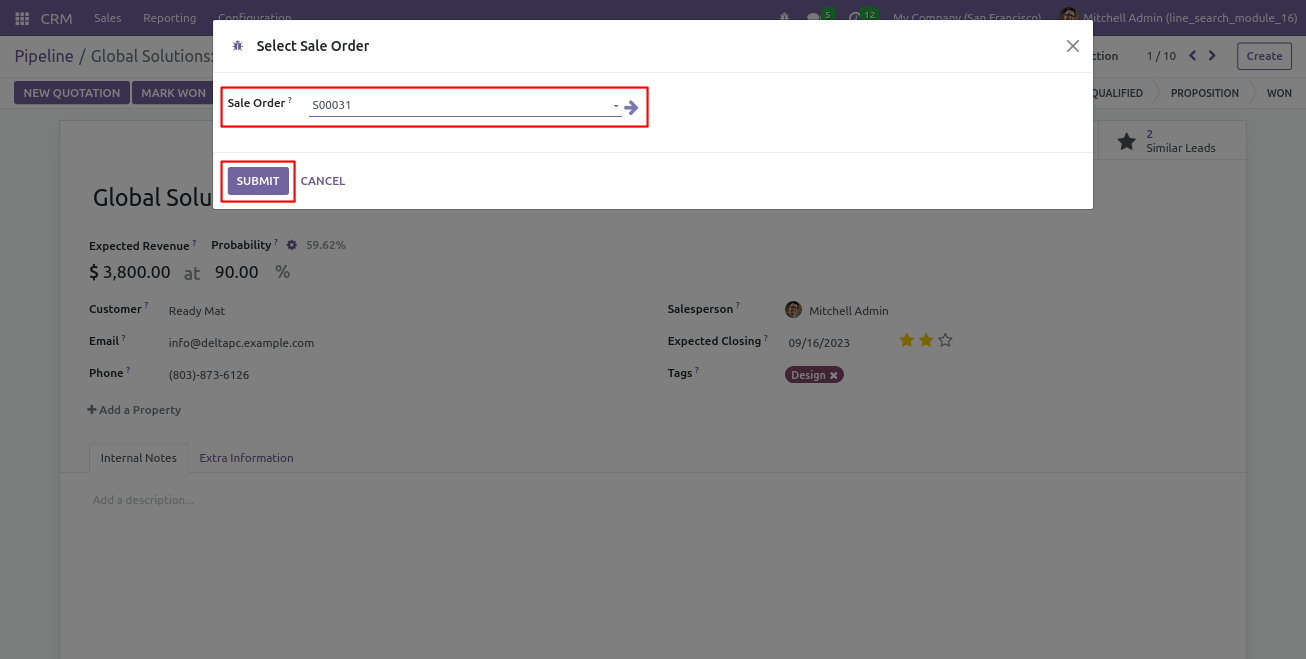 CRM Sales Reporting Configuration 5 12 My Company (San Francisco) Mitchell Admin (line_search_module_16)
Select Sale Order
Pipeline / Global Solutions: ction 1 / 10 Create
NEW QUOTATION MARK WON QUALIFIED PROPOSITION WON
Sale Order ? S00031
2
Similar Leads
SUBMIT CANCEL
Global Solu
Expected Revenue ? Probability ? 59.62%
$ 3,800.00 at 90.00 %
Customer ? Ready Mat Salesperson ? Mitchell Admin
Email ? info@deltapc.example.com Expected Closing ? 09/16/2023
Phone ? (803)-873-6126 Tags ? Design ×
+ Add a Property
Internal Notes Extra Information
Add a description...